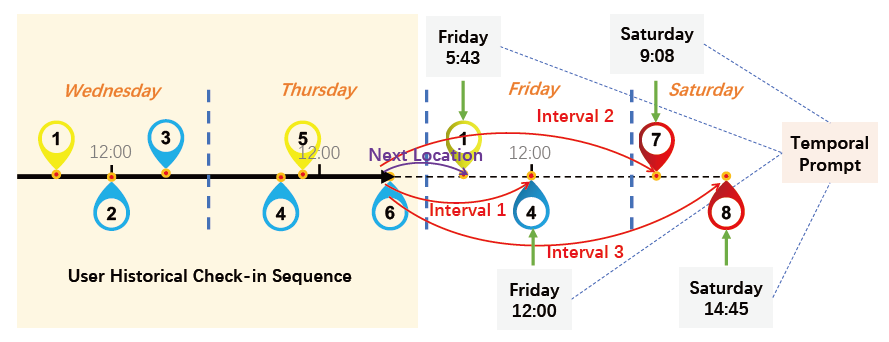 Friday
5:43
Saturday
9:08
Wednesday
Thursday
Friday
Saturday
1
12:00
3
5
12:00
Next Location
1
Interval 2
12:00
7
Temporal
Prompt
2
4
6
Interval 1
4
8
Interval 3
User Historical Check-in Sequence
Friday
12:00
Saturday
14:45